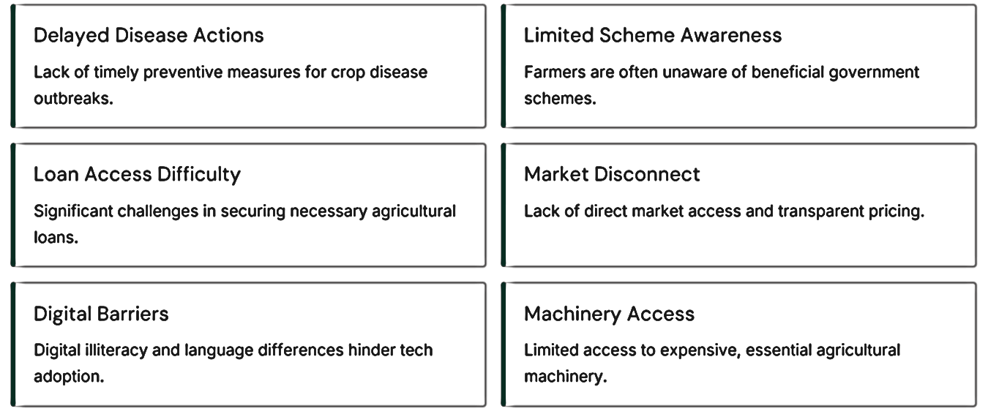 Delayed Disease Actions
Lack of timely preventive measures for crop disease
outbreaks.
Limited Scheme Awareness
Farmers are often unaware of beneficial government
schemes.
Loan Access Difficulty
Significant challenges in securing necessary agricultural
loans.
Market Disconnect
Lack of direct market access and transparent pricing.
Digital Barriers
Digital illiteracy and language differences hinder tech
adoption.
Machinery Access
Limited access to expensive, essential agricultural
machinery.